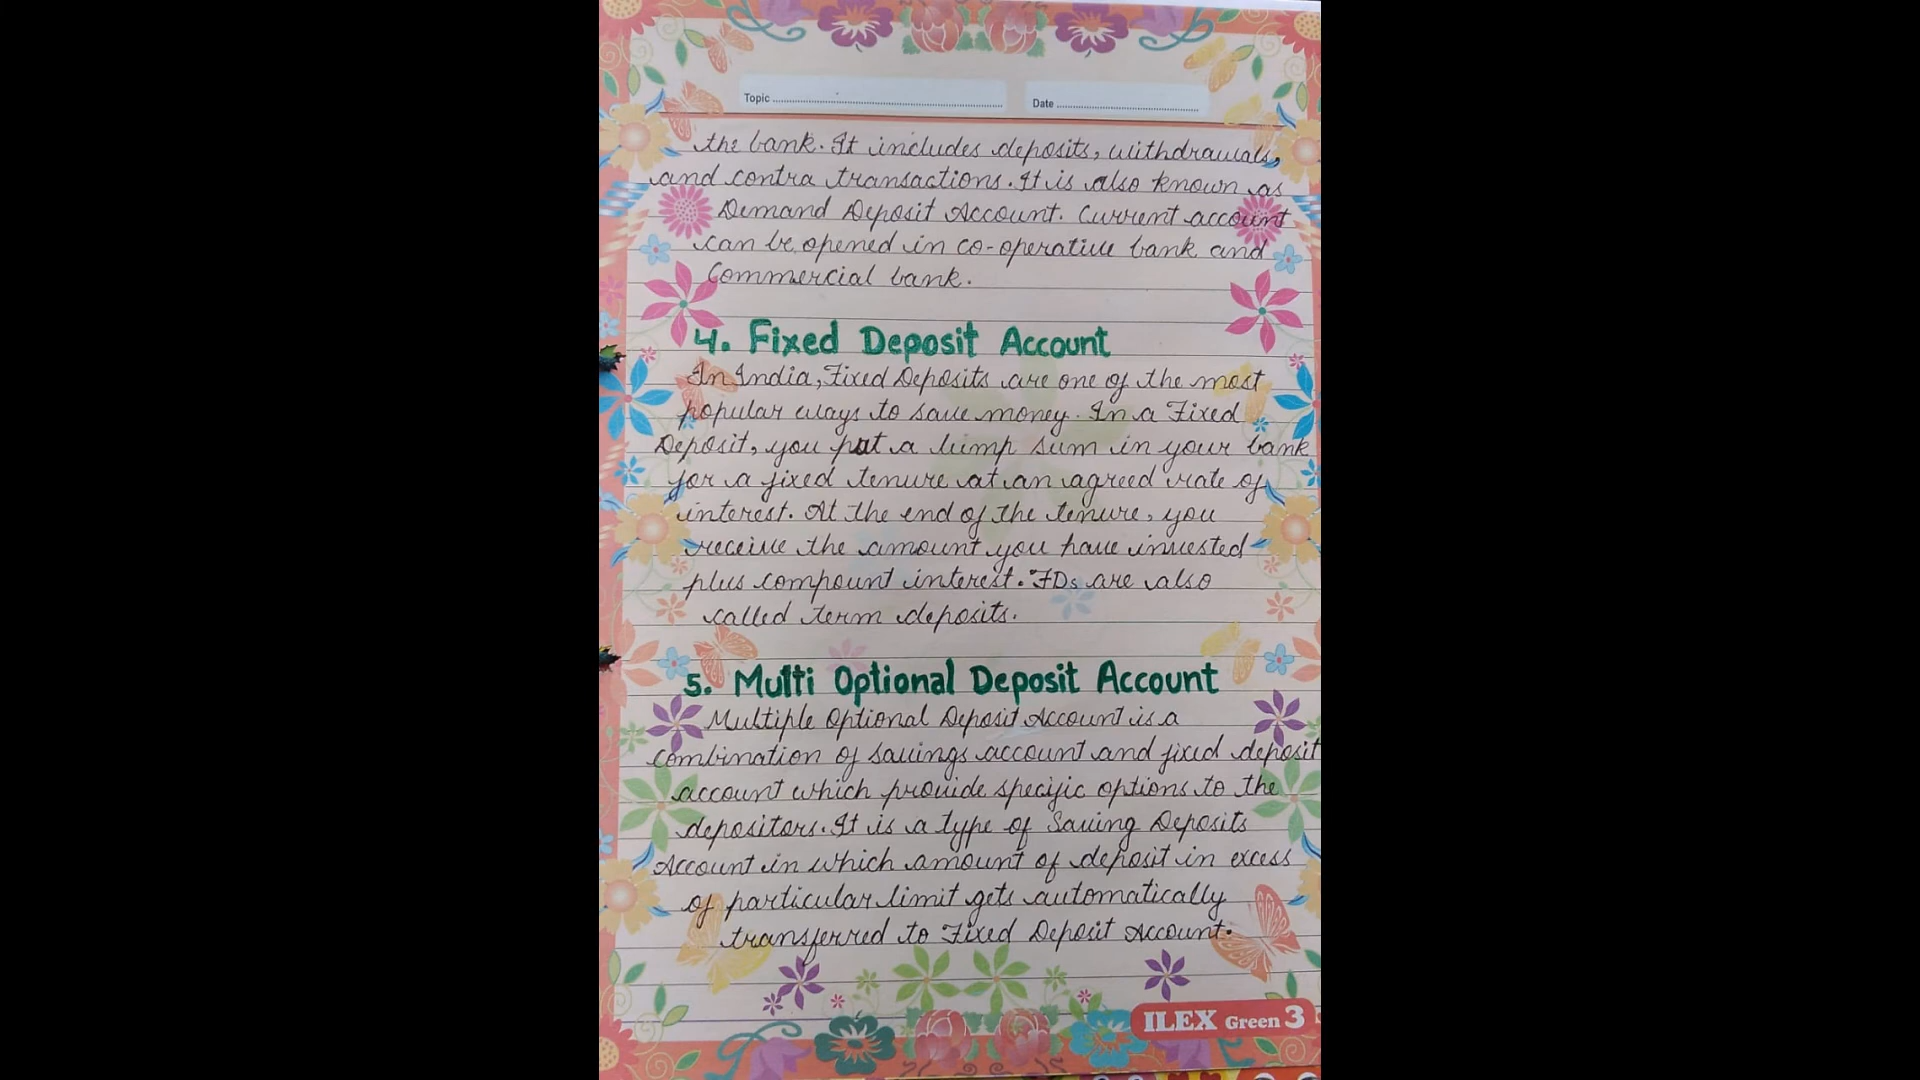 Topic
Date
the bank. It includes deposits, withdrawals,
and contra transactions. It is also known as
Demand Deposit Account. Current account
can be opened in co-operative bank and
Commercial bank.
4. Fixed Deposit Account
In India, Fixed Deposits are one of the most
popular ways to save money. In a Fixed
Deposit, you put a lump sum in your bank
for a fixed tenure at an agreed rate of
interest. At the end of the tenure, you
receive the amount you have invested
plus compount interest. FDs are also
called term deposits.
5. Multi Optional Deposit Account
Multiple Optional Deposit Account is a
combination of savings account and fixed deposit
account which provide specific options to the
depositors. It is a type of Saving Deposits
Account in which amount of deposit in excess
of particular limit gets automatically
transferred to Fixed Deposit Account.
ILEX Green 3